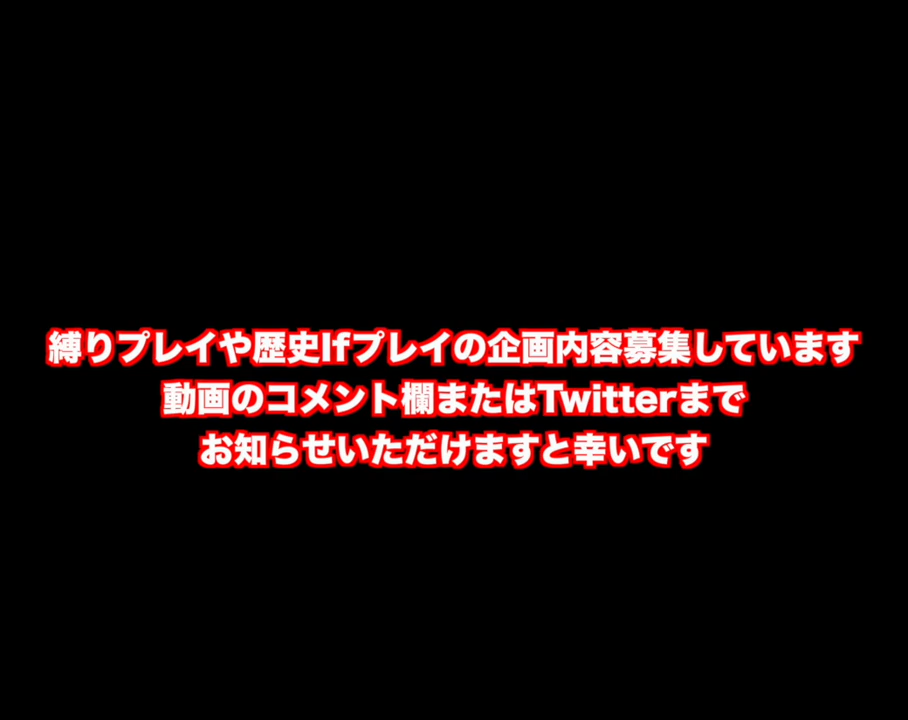 縛りプレイや歴史Ifプレイの企画内容募集しています
動画のコメント欄またはTwitterまで
お知らせいただけますと幸いです